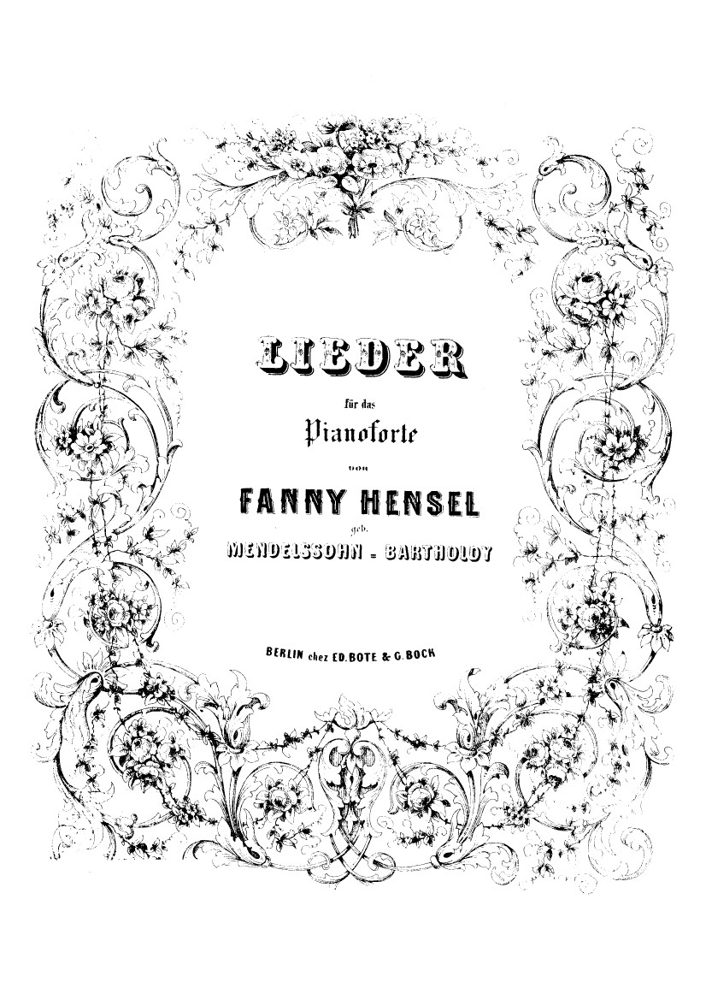 LIEDER
für das
Pianoforte
von
FANNY HENSEL
geb.
MENDELSSOHN = BARTHOLDY
BERLIN chez ED. BOTE & G. BOCK